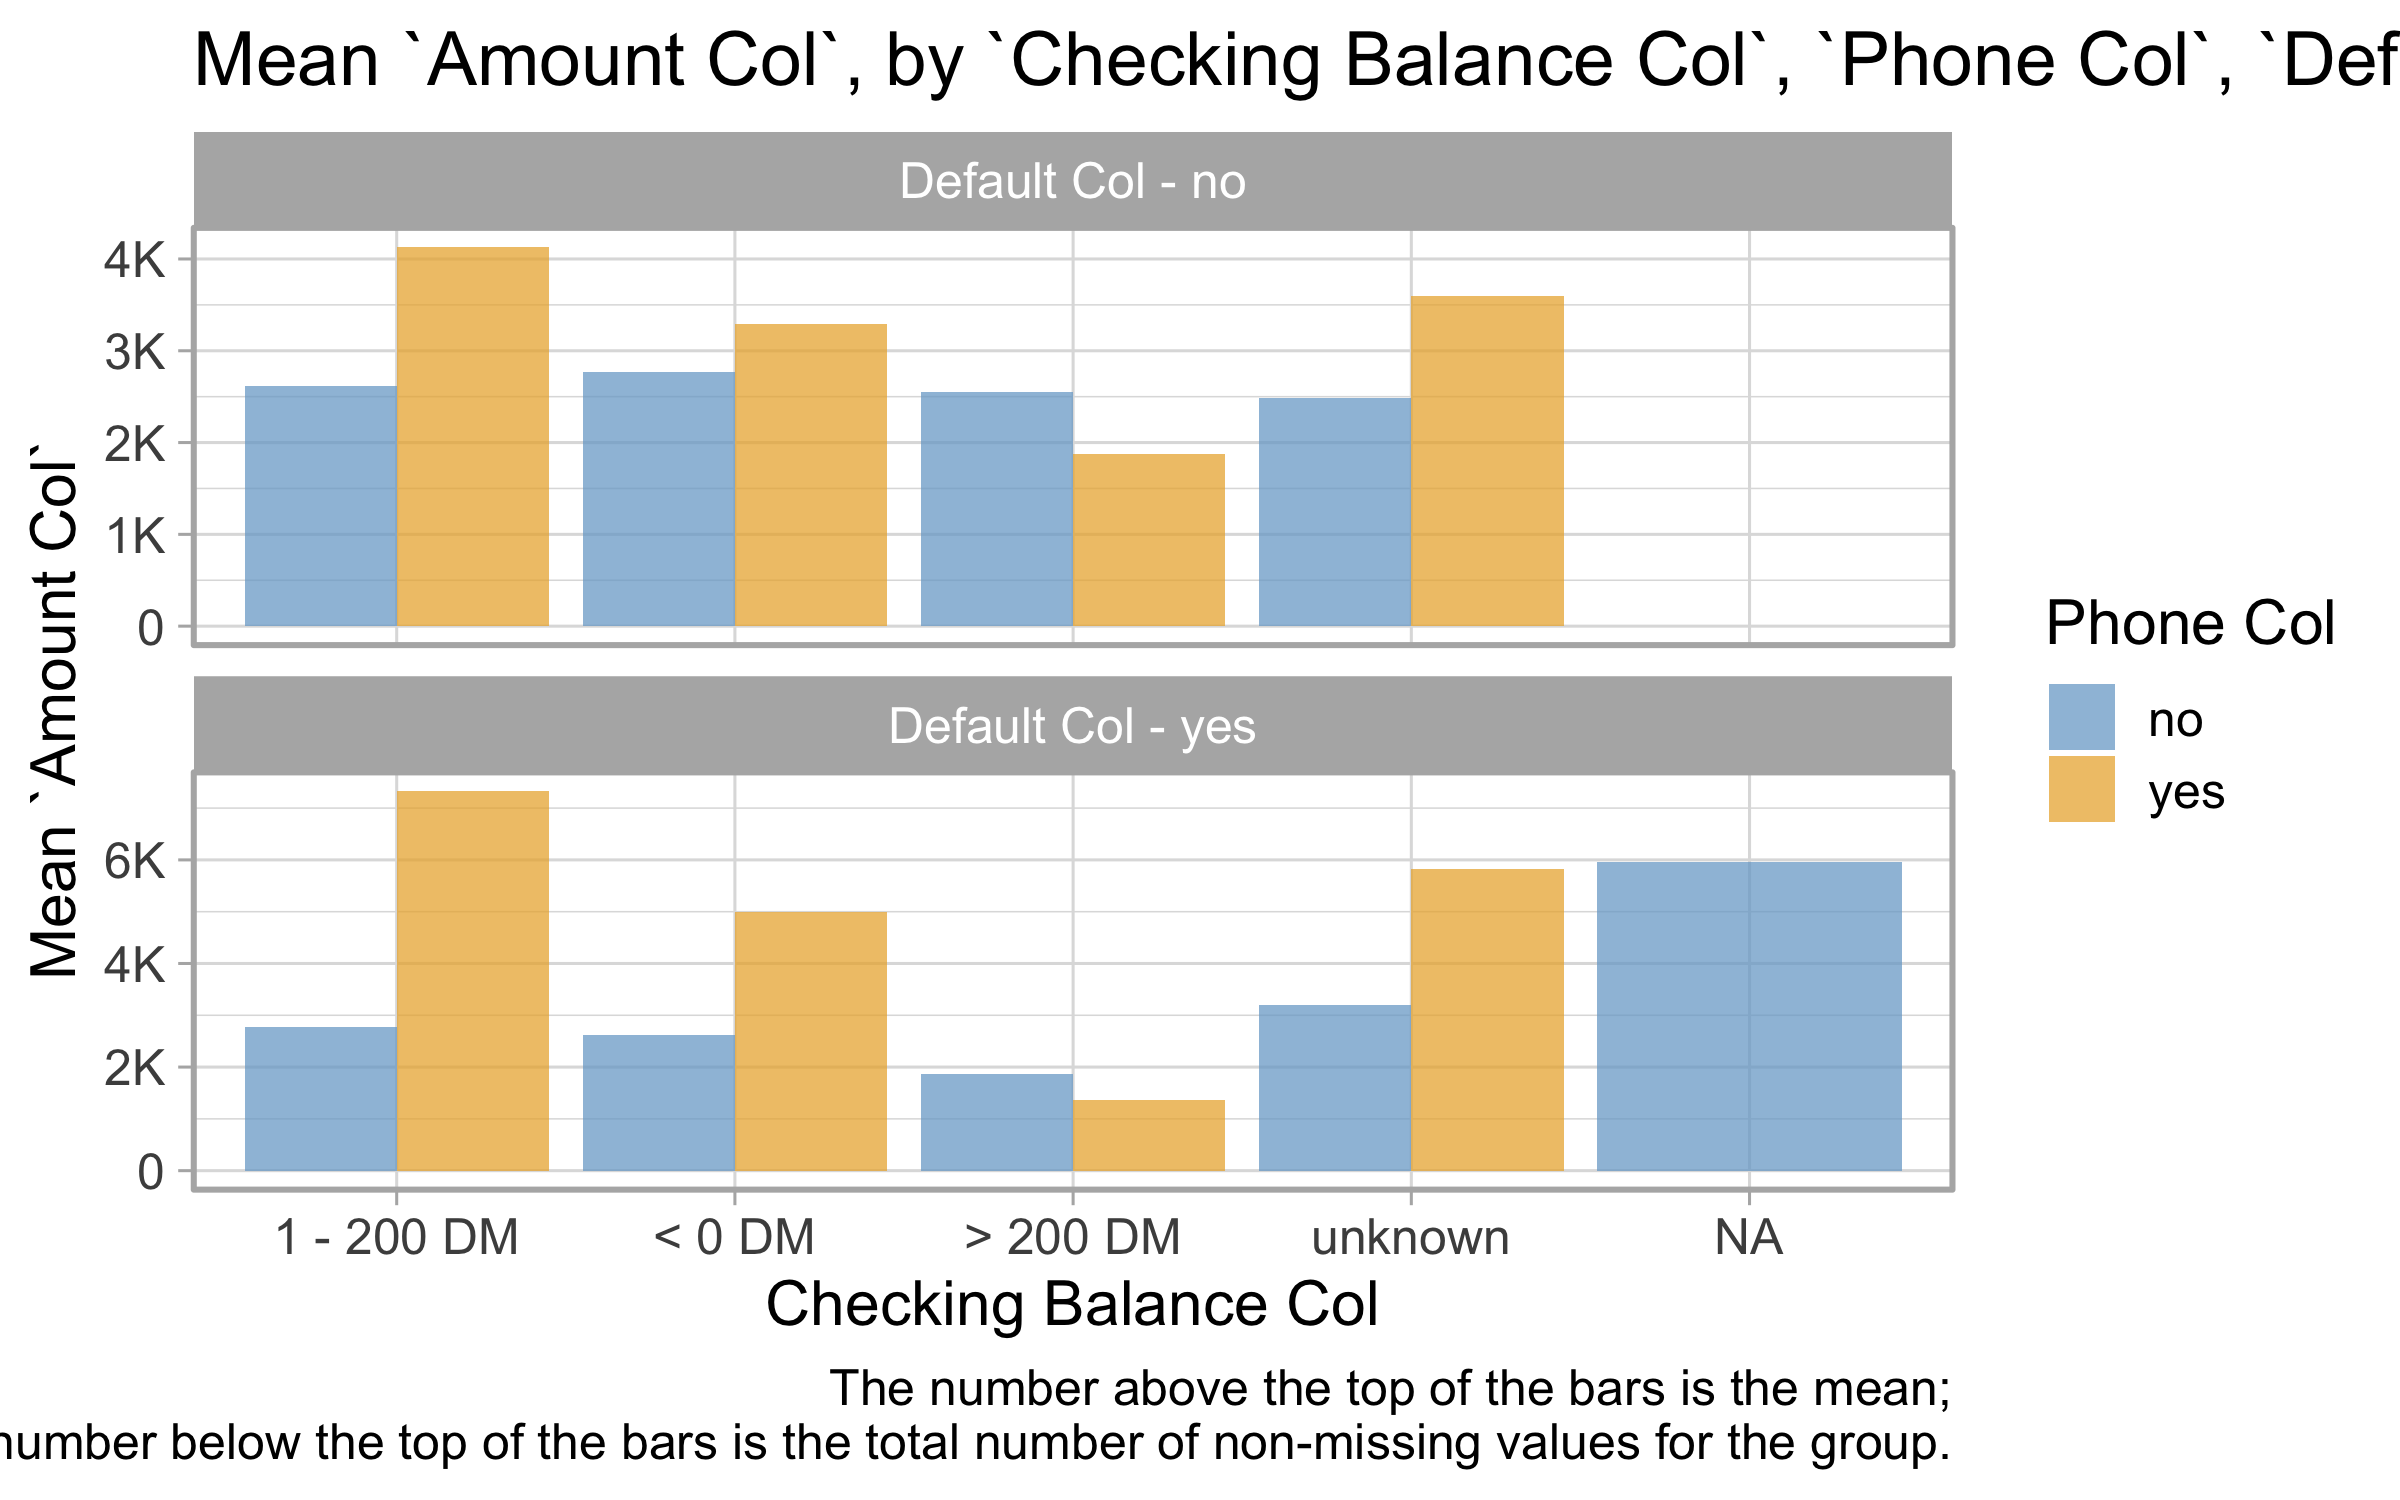 Mean `Amount Col`, by `Checking Balance Col`, `Phone Col`, `Def
Default Col - no
4K
3K
2K
1K
0
Mean `Amount Col`
Default Col - yes
6K
4K
2K
0
1 - 200 DM
< 0 DM
> 200 DM
unknown
NA
Checking Balance Col
Phone Col
no
yes
The number above the top of the bars is the mean;
number below the top of the bars is the total number of non-missing values for the group.